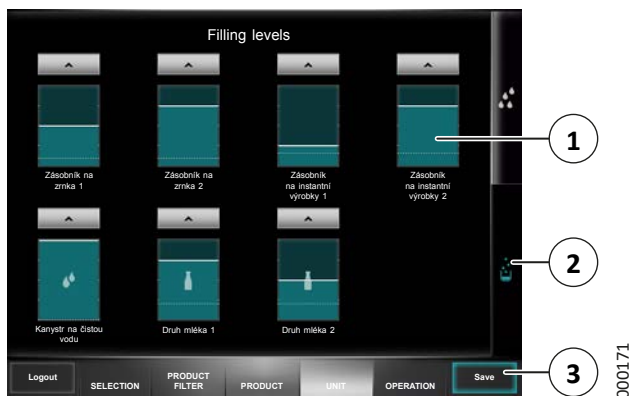 Filling levels
Zásobník na
zrnka 1
Zásobník na
zrnka 2
Zásobník
na instantní
výrobky 1
Zásobník
na instantní
výrobky 2
1
2
Kanystr na čistou
vodu
Druh mléka 1
Druh mléka 2
Logout
SELECTION
PRODUCT
FILTER
PRODUCT
UNIT
OPERATION
Save
3
000171